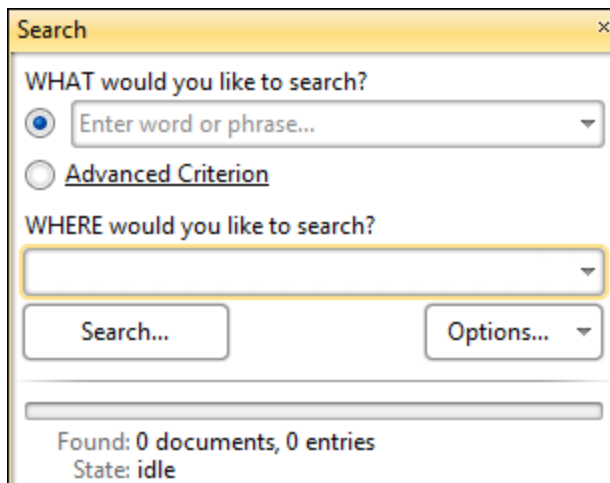 Search
WHAT would you like to search?
Enter word or phrase...
Advanced Criterion
WHERE would you like to search?
Search...
Options...
Found: 0 documents, 0 entries
State: idle